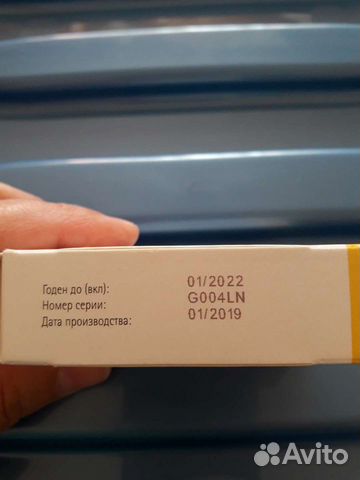 Годен до (вкл): 01/2022
Номер серии: G004LN
Дата производства: 01/2019
Avito